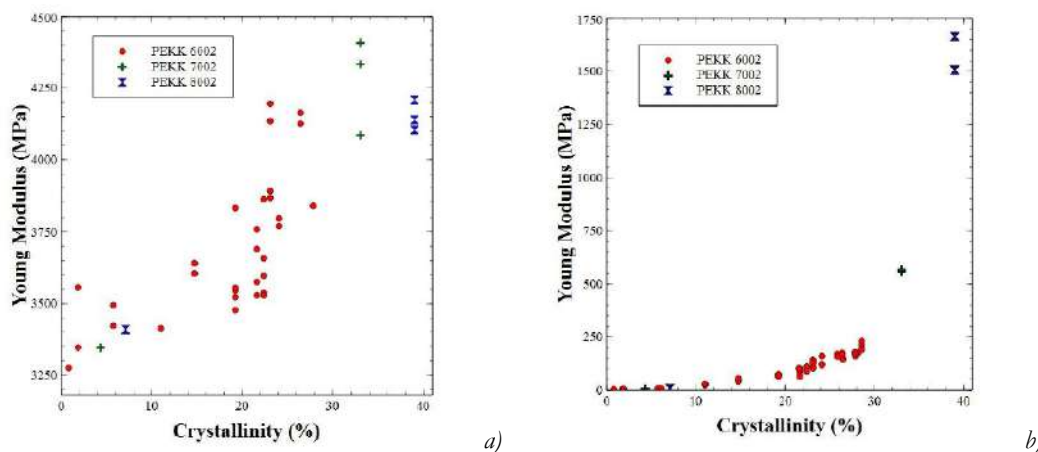 4500
4250
4000
3750
3500
3250
Young Modulus (MPa)
PEKK 6002
PEKK 7002
PEKK 8002
0 10 20 30 40
Crystallinity (%)
a)
1750
1500
1250
1000
750
500
250
0
Young Modulus (MPa)
PEKK 6002
PEKK 7002
PEKK 8002
0 10 20 30 40
Crystallinity (%)
b)